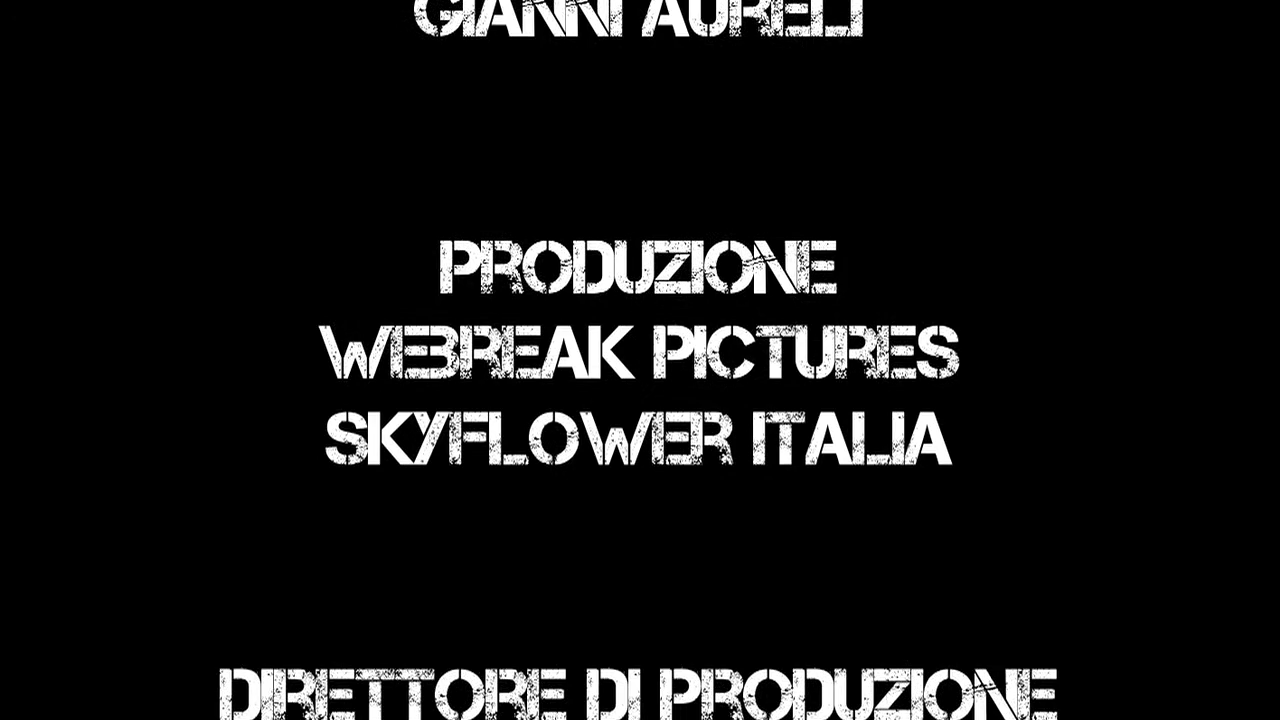 GIANNI AURELI
PRODUZIONE
WEBREAK PICTURES
SKYFLOWER ITALIA
DIRETTORE DI PRODUZIONE